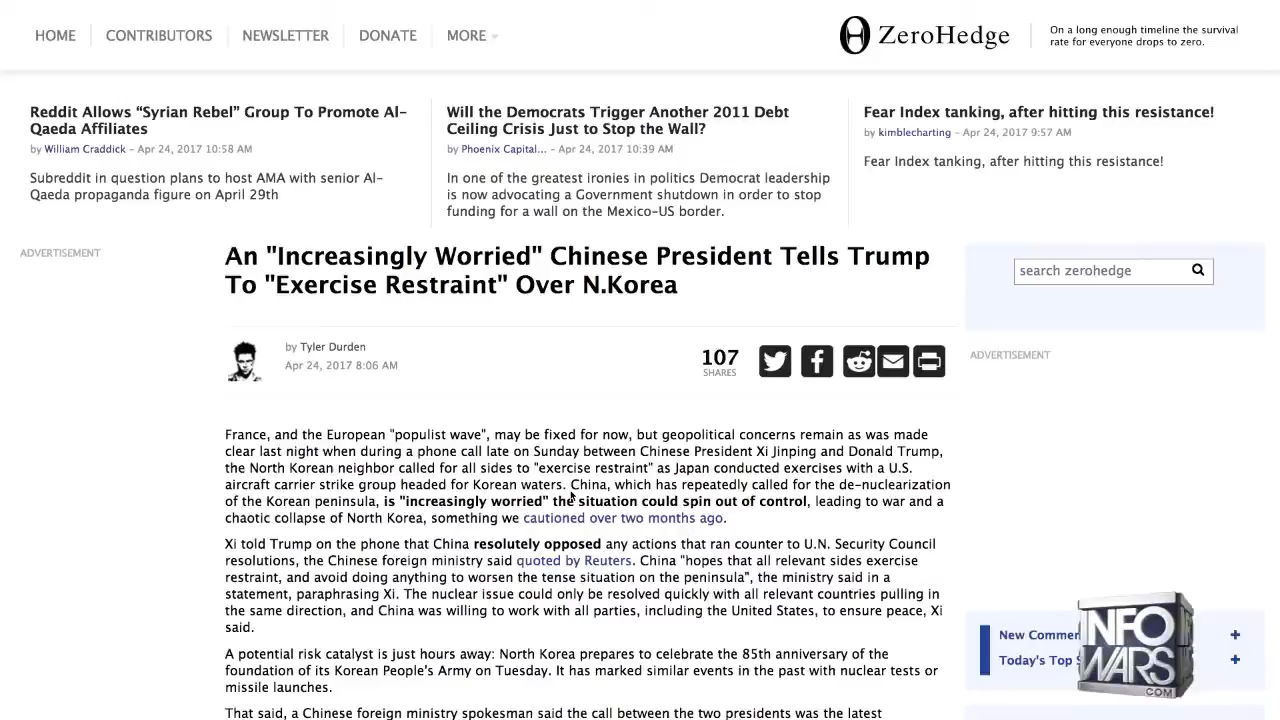 HOME
CONTRIBUTORS
NEWSLETTER
DONATE
MORE
ZeroHedge
On a long enough timeline the survival
rate for everyone drops to zero.
Reddit Allows “Syrian Rebel” Group To Promote Al-
Qaeda Affiliates
by William Craddick – Apr 24, 2017 10:58 AM
Subreddit in question plans to host AMA with senior Al-
Qaeda propaganda figure on April 29th
Will the Democrats Trigger Another 2011 Debt
Ceiling Crisis Just to Stop the Wall?
by Phoenix Capital... – Apr 24, 2017 10:39 AM
In one of the greatest ironies in politics Democrat leadership
is now advocating a Government shutdown in order to stop
funding for a wall on the Mexico-US border.
Fear Index tanking, after hitting this resistance!
by kimblecharting – Apr 24, 2017 9:57 AM
Fear Index tanking, after hitting this resistance!
ADVERTISEMENT
An "Increasingly Worried" Chinese President Tells Trump
To "Exercise Restraint" Over N.Korea
by Tyler Durden
Apr 24, 2017 8:06 AM
107
SHARES
search zerohedge
ADVERTISEMENT
France, and the European "populist wave", may be fixed for now, but geopolitical concerns remain as was made
clear last night when during a phone call late on Sunday between Chinese President Xi Jinping and Donald Trump,
the North Korean neighbor called for all sides to "exercise restraint" as Japan conducted exercises with a U.S.
aircraft carrier strike group headed for Korean waters. China, which has repeatedly called for the de-nuclearization
of the Korean peninsula, is "increasingly worried" the situation could spin out of control, leading to war and a
chaotic collapse of North Korea, something we cautioned over two months ago.
Xi told Trump on the phone that China resolutely opposed any actions that ran counter to U.N. Security Council
resolutions, the Chinese foreign ministry said quoted by Reuters. China "hopes that all relevant sides exercise
restraint, and avoid doing anything to worsen the tense situation on the peninsula", the ministry said in a
statement, paraphrasing Xi. The nuclear issue could only be resolved quickly with all relevant countries pulling in
the same direction, and China was willing to work with all parties, including the United States, to ensure peace, Xi
said.
A potential risk catalyst is just hours away: North Korea prepares to celebrate the 85th anniversary of the
foundation of its Korean People's Army on Tuesday. It has marked similar events in the past with nuclear tests or
missile launches.
That said, a Chinese foreign ministry spokesman said the call between the two presidents was the latest
New Commen
Today's Top S
INFO
WARS
.COM